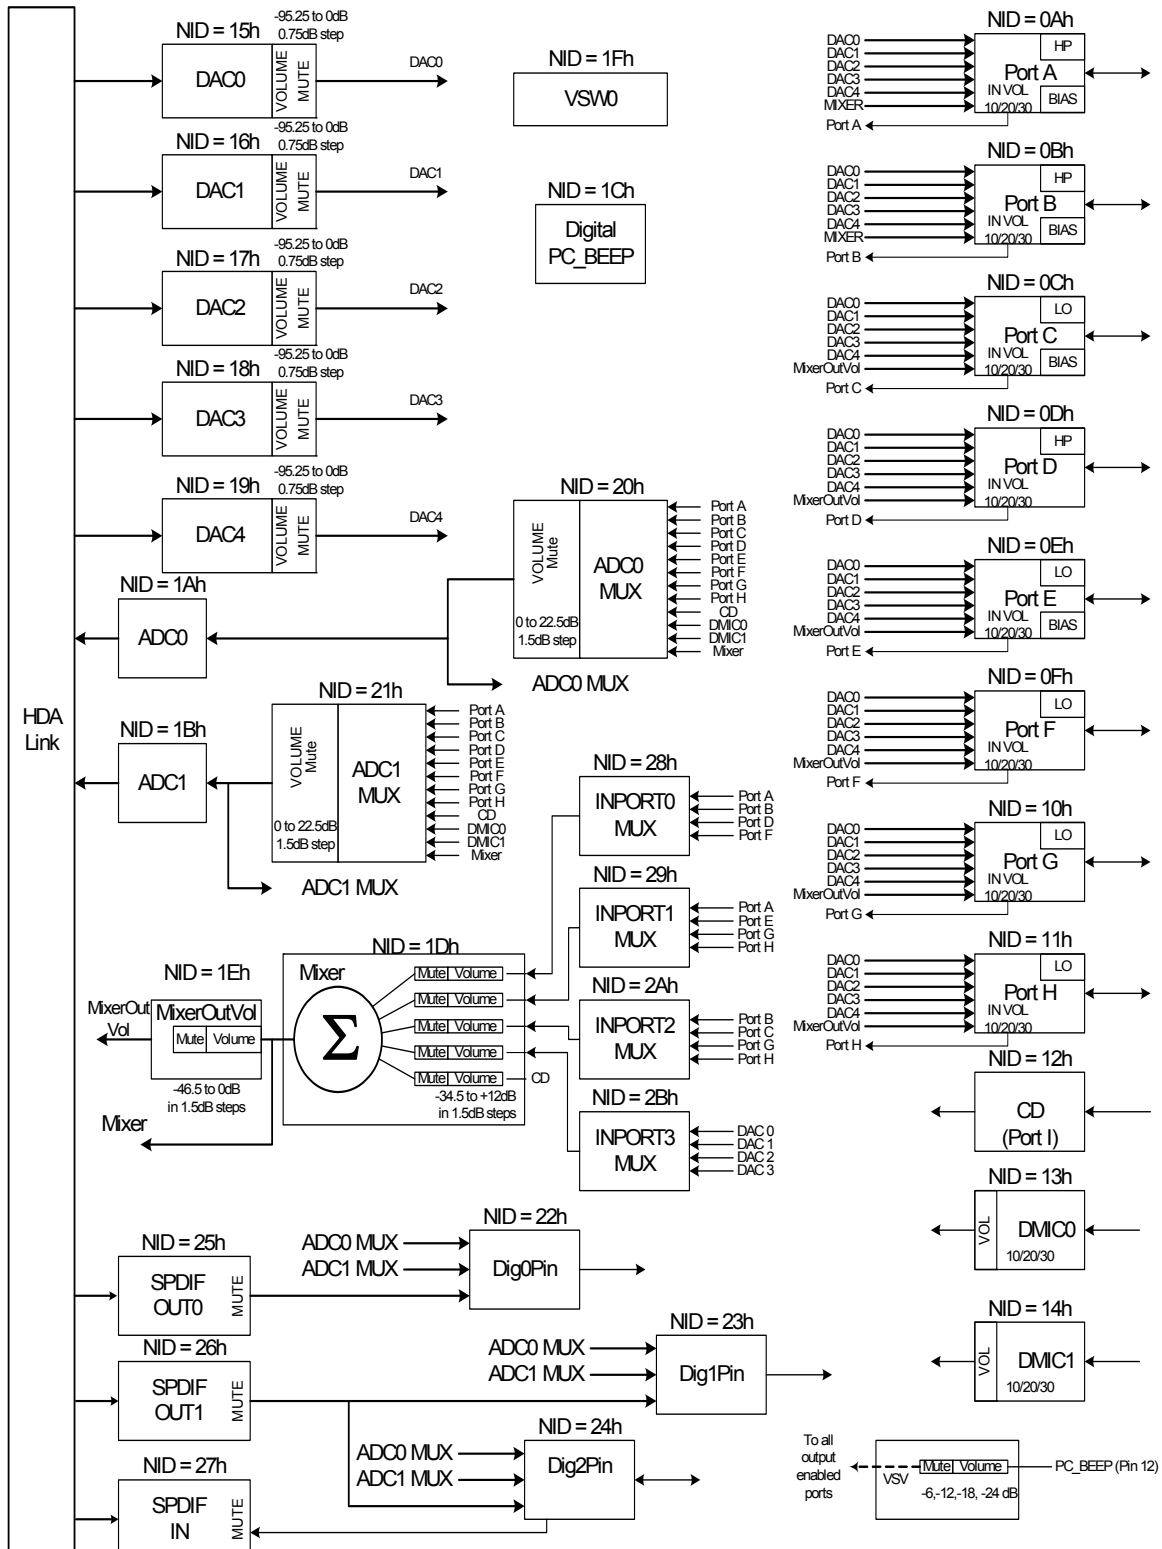 HDA
Link
NID = 15h
-95.25 to 0dB
0.75dB step
DAC0
VOLUME
MUTE
DAC0
NID = 16h
-95.25 to 0dB
0.75dB step
DAC1
VOLUME
MUTE
DAC1
NID = 17h
-95.25 to 0dB
0.75dB step
DAC2
VOLUME
MUTE
DAC2
NID = 18h
-95.25 to 0dB
0.75dB step
DAC3
VOLUME
MUTE
DAC3
NID = 19h
-95.25 to 0dB
0.75dB step
DAC4
VOLUME
MUTE
DAC4
NID = 1Ah
ADC0
NID = 1Bh
ADC1
NID = 1Fh
VSW0
NID = 1Ch
Digital
PC_BEEP
NID = 20h
VOLUME
Mute
0 to 22.5dB
1.5dB step
ADC0
MUX
Port A
Port B
Port C
Port D
Port E
Port F
Port G
Port H
CD
DMIC0
DMIC1
Mixer
ADC0 MUX
NID = 21h
VOLUME
Mute
0 to 22.5dB
1.5dB step
ADC1
MUX
Port A
Port B
Port C
Port D
Port E
Port F
Port G
Port H
CD
DMIC0
DMIC1
Mixer
ADC1 MUX
NID = 28h
INPORT0
MUX
Port A
Port B
Port D
Port F
NID = 29h
INPORT1
MUX
Port A
Port E
Port G
Port H
NID = 2Ah
INPORT2
MUX
Port B
Port C
Port G
Port H
NID = 2Bh
INPORT3
MUX
DAC 0
DAC 1
DAC 2
DAC 3
NID = 1Dh
Mixer
Σ
Mute Volume
Mute Volume
Mute Volume
Mute Volume
Mute Volume
CD
-34.5 to +12dB
in 1.5dB steps
NID = 1Eh
MixerOutVol
Mute Volume
-46.5 to 0dB
in 1.5dB steps
MixerOut
Vol
Mixer
NID = 25h
SPDIF
OUT0
MUTE
NID = 26h
SPDIF
OUT1
MUTE
NID = 27h
SPDIF
IN
MUTE
NID = 22h
ADC0 MUX
ADC1 MUX
Dig0Pin
NID = 23h
ADC0 MUX
ADC1 MUX
Dig1Pin
NID = 24h
ADC0 MUX
ADC1 MUX
Dig2Pin
NID = 0Ah
DAC0
DAC1
DAC2
DAC3
DAC4
MIXER
HP
Port A
IN VOL
10/20/30
BIAS
Port A
NID = 0Bh
DAC0
DAC1
DAC2
DAC3
DAC4
MIXER
HP
Port B
IN VOL
10/20/30
BIAS
Port B
NID = 0Ch
DAC0
DAC1
DAC2
DAC3
DAC4
MixerOutVol
LO
Port C
IN VOL
10/20/30
BIAS
Port C
NID = 0Dh
DAC0
DAC1
DAC2
DAC3
DAC4
MixerOutVol
HP
Port D
IN VOL
10/20/30
Port D
NID = 0Eh
DAC0
DAC1
DAC2
DAC3
DAC4
MixerOutVol
LO
Port E
IN VOL
10/20/30
BIAS
Port E
NID = 0Fh
DAC0
DAC1
DAC2
DAC3
DAC4
MixerOutVol
LO
Port F
IN VOL
10/20/30
Port F
NID = 10h
DAC0
DAC1
DAC2
DAC3
DAC4
MixerOutVol
LO
Port G
IN VOL
10/20/30
Port G
NID = 11h
DAC0
DAC1
DAC2
DAC3
DAC4
MixerOutVol
LO
Port H
IN VOL
10/20/30
Port H
NID = 12h
CD
(Port I)
NID = 13h
VOL
DMIC0
10/20/30
NID = 14h
VOL
DMIC1
10/20/30
To all
output
enabled
ports
VSV
Mute Volume
-6,-12,-18, -24 dB
PC_BEEP (Pin 12)